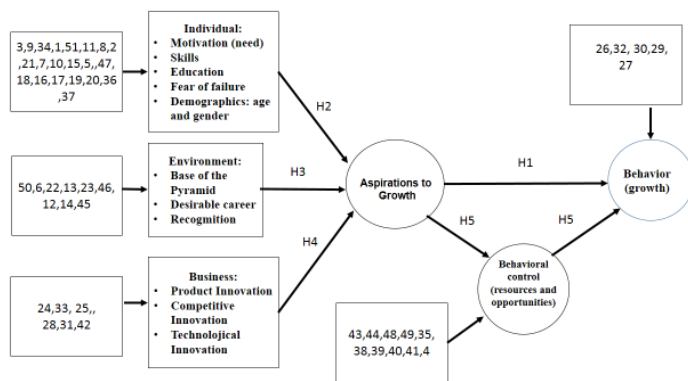 3,9,34,1,51,11,8,2
,21,7,10,15,5,,47,
18,16,17,19,20,36
,37
Individual:
• Motivation (need)
• Skills
• Education
• Fear of failure
• Demographics: age
and gender
H2
26,32, 30,29,
27
50,6,22,13,23,46,
12,14,45
Environment:
• Base of the
Pyramid
• Desirable career
• Recogmition
H3
Aspirations to
Growth
H1
Behavior
(growth)
H4
H5
H5
24,33, 25,,
28,31,42
Business:
• Product Innovation
• Competitive
Innovation
• Technolojical
Innovation
Behavioral
control
(resources and
opportunities)
43,44,48,49,35,
38,39,40,41,4